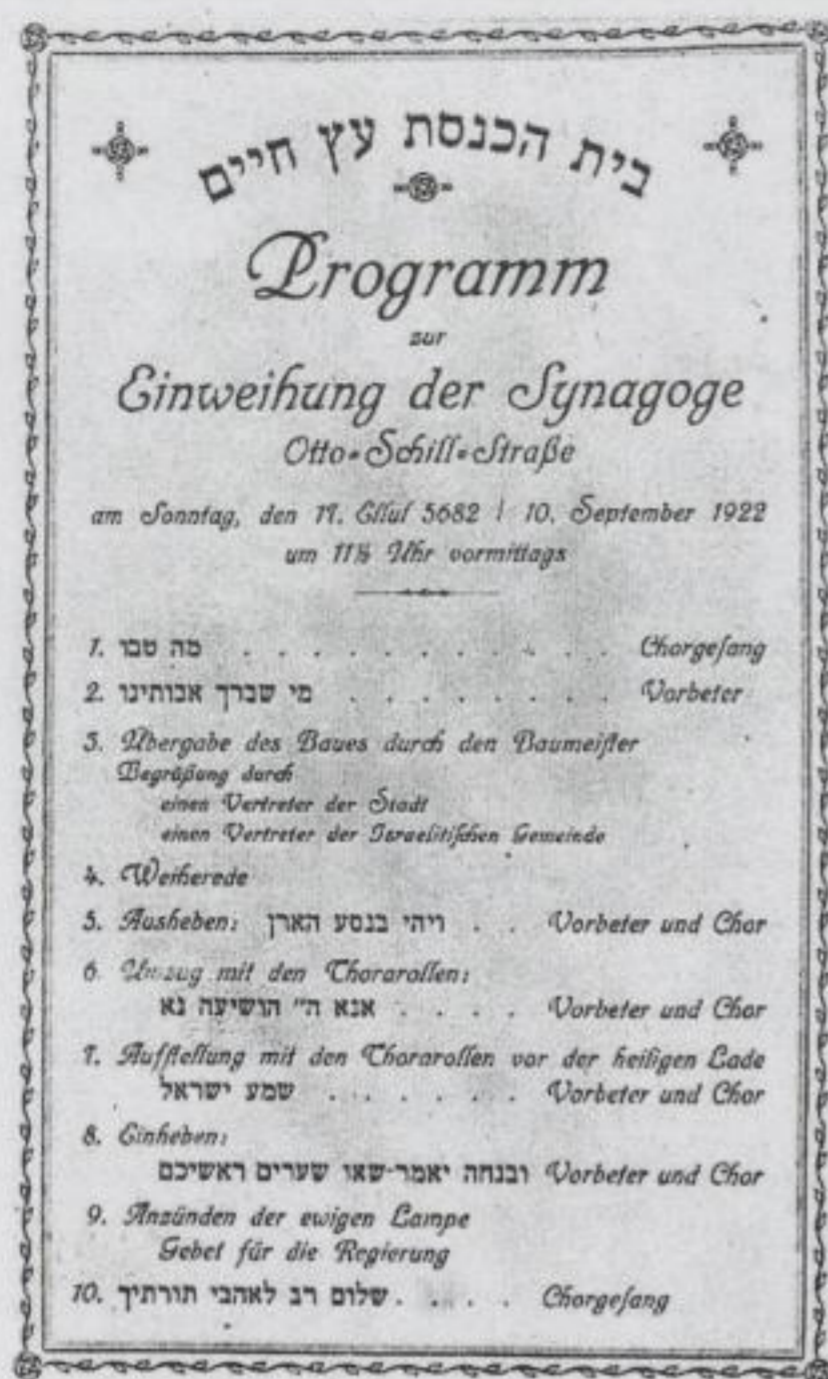 בית הכנסת עץ חיים
Programm
zur
Einweihung der Synagoge
Otto-Schill-Straße
am Sonntag, den 17. Ellul 5682 / 10. September 1922
um 11½ Uhr vormittags
1. מה טבו . . . . . . . . . . . Chorgesang
2. מי שברך אבותינו . . . . . . . . Vorbeter
3. Übergabe des Baues durch den Baumeister
Begrüßung durch
einen Vertreter der Stadt
einen Vertreter der Israelitischen Gemeinde
4. Weiherede
5. Ausheben: ויהי בנסע הארן . . Vorbeter und Chor
6. Umzug mit den Thorarollen:
אנא ה״ הושיעה נא . . . . Vorbeter und Chor
7. Aufstellung mit den Thorarollen vor der heiligen Lade
שמע ישראל . . . . . . Vorbeter und Chor
8. Einheben:
ובנחה יאמר־שאו שערים ראשיכם Vorbeter und Chor
9. Anzünden der ewigen Lampe
Gebet für die Regierung
10. שלום רב לאהבי תורתיך . . . . Chorgesang